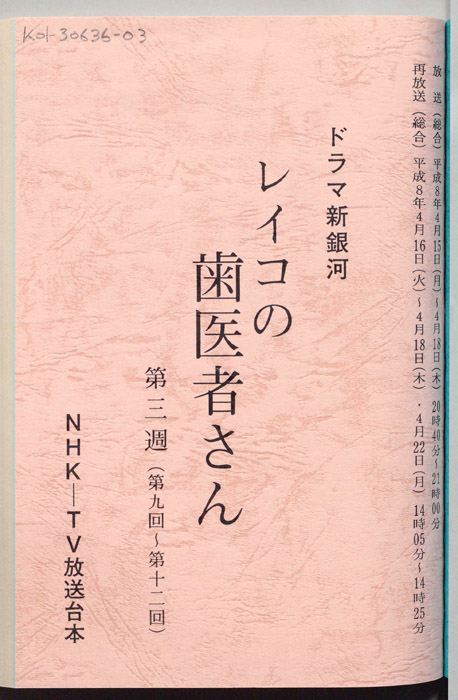 K01-30636-03
放送（総合）平成8年4月15日（月）～4月18日（木）　20時40分～21時00分
再放送（総合）平成8年4月16日（火）～4月18日（木）・4月22日（月）14時05分～14時25分
ドラマ新銀河
レイコの
歯医者さん
第三週（第九回～第十二回）
NHK―TV放送台本